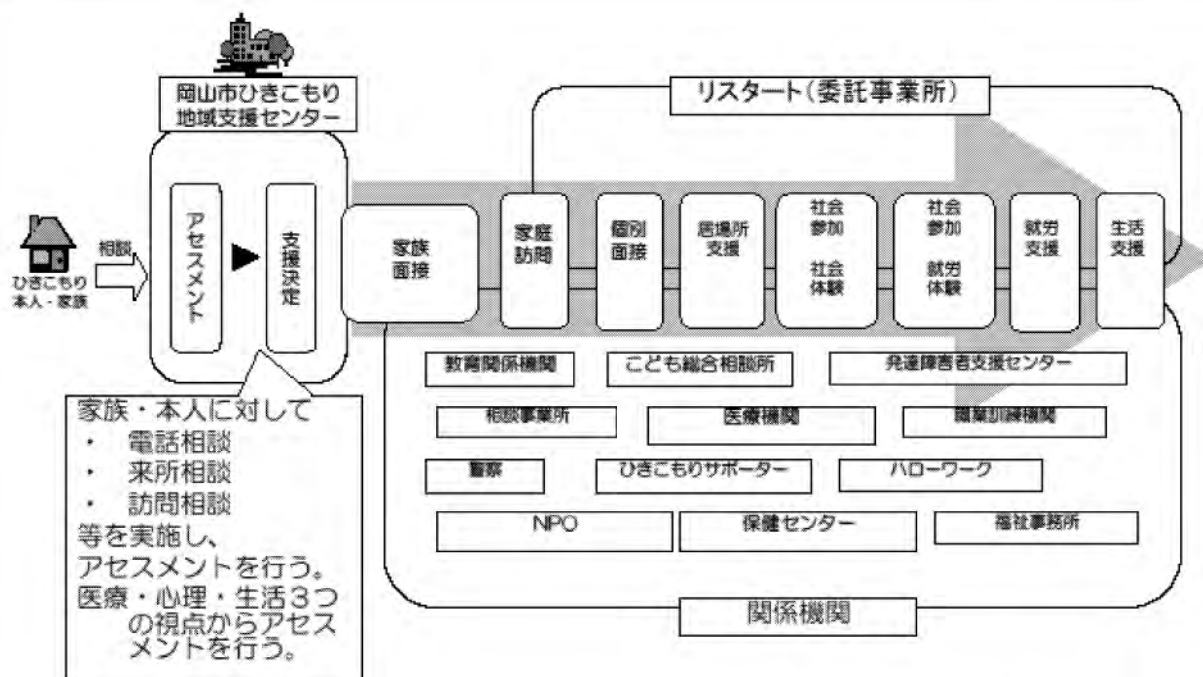 岡山市ひきこもり
地域支援センター
リスタート(委託事業所)
相談
ひきこもり
本人・家族
アセスメント
支援決定
家族
面接
家庭
訪問
個別
面接
居場所
支援
社会
参加
社会
体験
社会
参加
就労
体験
就労
支援
生活
支援
教育関係機関
こども総合相談所
発達障害者支援センター
相談事業所
医療機関
職業訓練機関
警察
ひきこもりサポーター
ハローワーク
NPO
保健センター
福祉事務所
関係機関
家族・本人に対して
・ 電話相談
・ 来所相談
・ 訪問相談
等を実施し、
アセスメントを行う。
医療・心理・生活3つ
の視点からアセス
メントを行う。